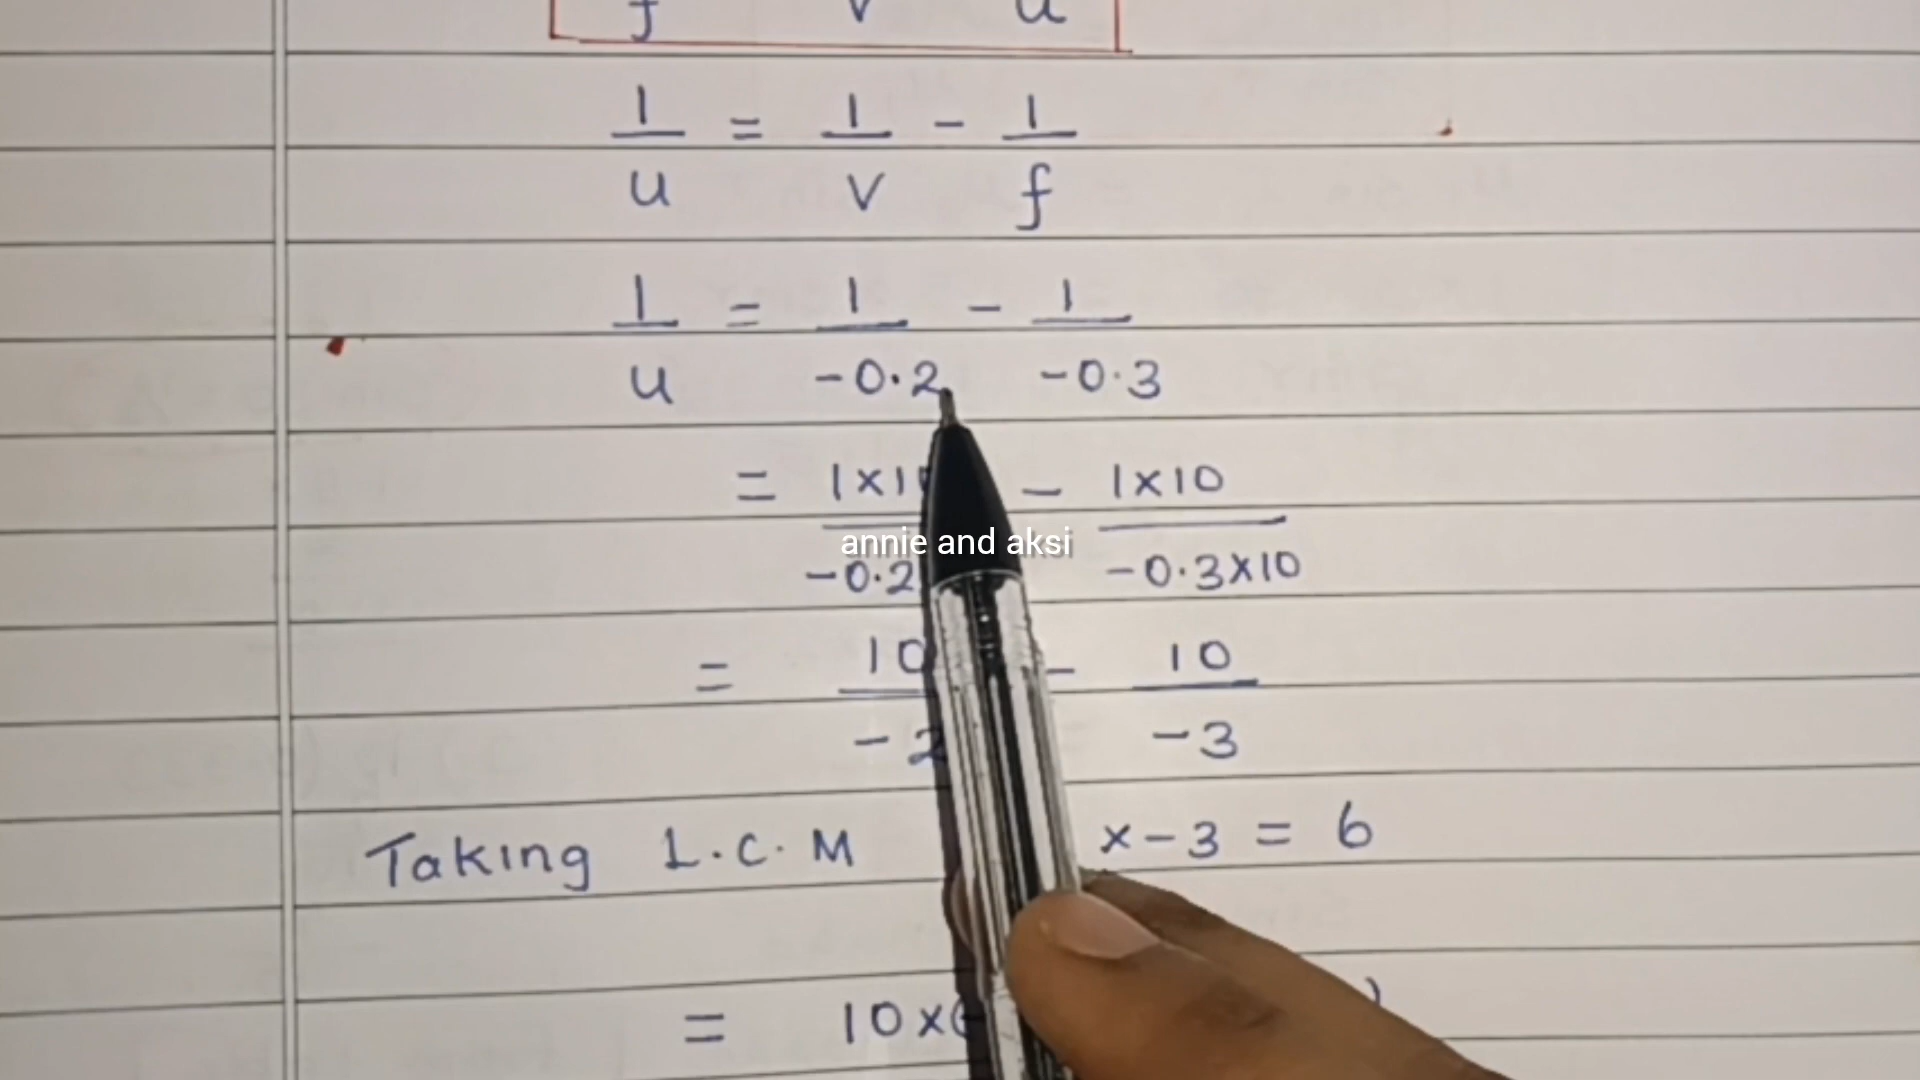 f v u
1/u = 1/v - 1/f
1/u = 1/-0.2 - 1/-0.3
= 1×1 /-0.2 - 1×10/-0.3×10
annie and aksi
= 10/-2 - 10/-3
Taking L.C.M ×-3 = 6
= 10×( )